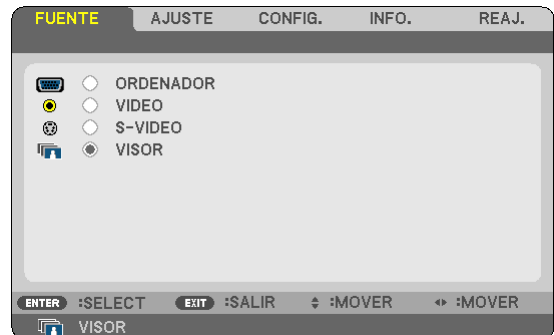 FUENTE AJUSTE CONFIG. INFO. REAJ.
ORDENADOR
VIDEO
S-VIDEO
VISOR
ENTER :SELECT EXIT :SALIR :MOVER :MOVER
VISOR